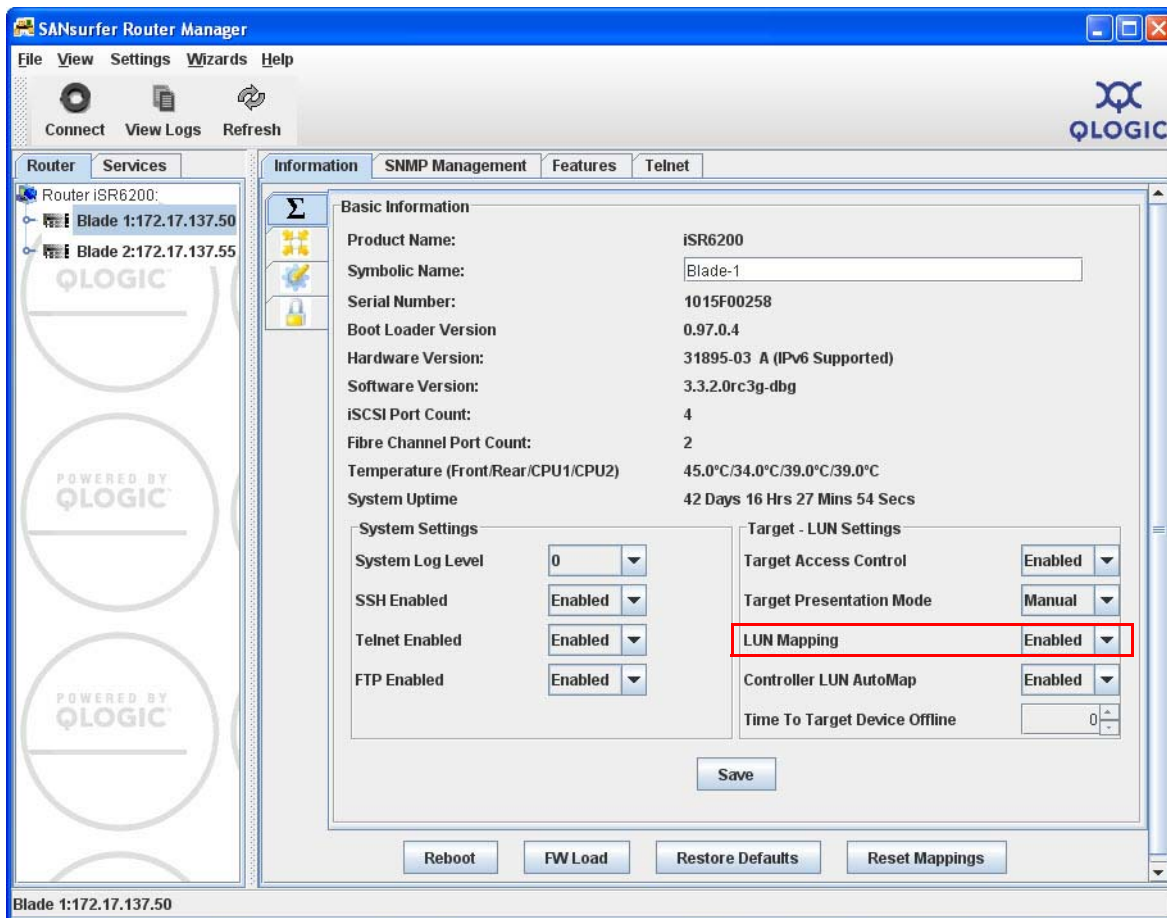 SANsurfer Router Manager
File View Settings Wizards Help
Connect View Logs Refresh
QLOGIC
Router Services
Information SNMP Management Features Telnet
Router iSR6200:
Blade 1:172.17.137.50
Blade 2:172.17.137.55
QLOGIC
POWERED BY
QLOGIC
POWERED BY
QLOGIC
Σ
Basic Information
Product Name: iSR6200
Symbolic Name: Blade-1
Serial Number: 1015F00258
Boot Loader Version 0.97.0.4
Hardware Version: 31895-03 A (IPv6 Supported)
Software Version: 3.3.2.0rc3g-dbg
iSCSI Port Count: 4
Fibre Channel Port Count: 2
Temperature (Front/Rear/CPU1/CPU2) 45.0°C/34.0°C/39.0°C/39.0°C
System Uptime 42 Days 16 Hrs 27 Mins 54 Secs
System Settings
System Log Level 0
SSH Enabled Enabled
Telnet Enabled Enabled
FTP Enabled Enabled
Target - LUN Settings
Target Access Control Enabled
Target Presentation Mode Manual
LUN Mapping Enabled
Controller LUN AutoMap Enabled
Time To Target Device Offline 0
Save
Reboot FW Load Restore Defaults Reset Mappings
Blade 1:172.17.137.50